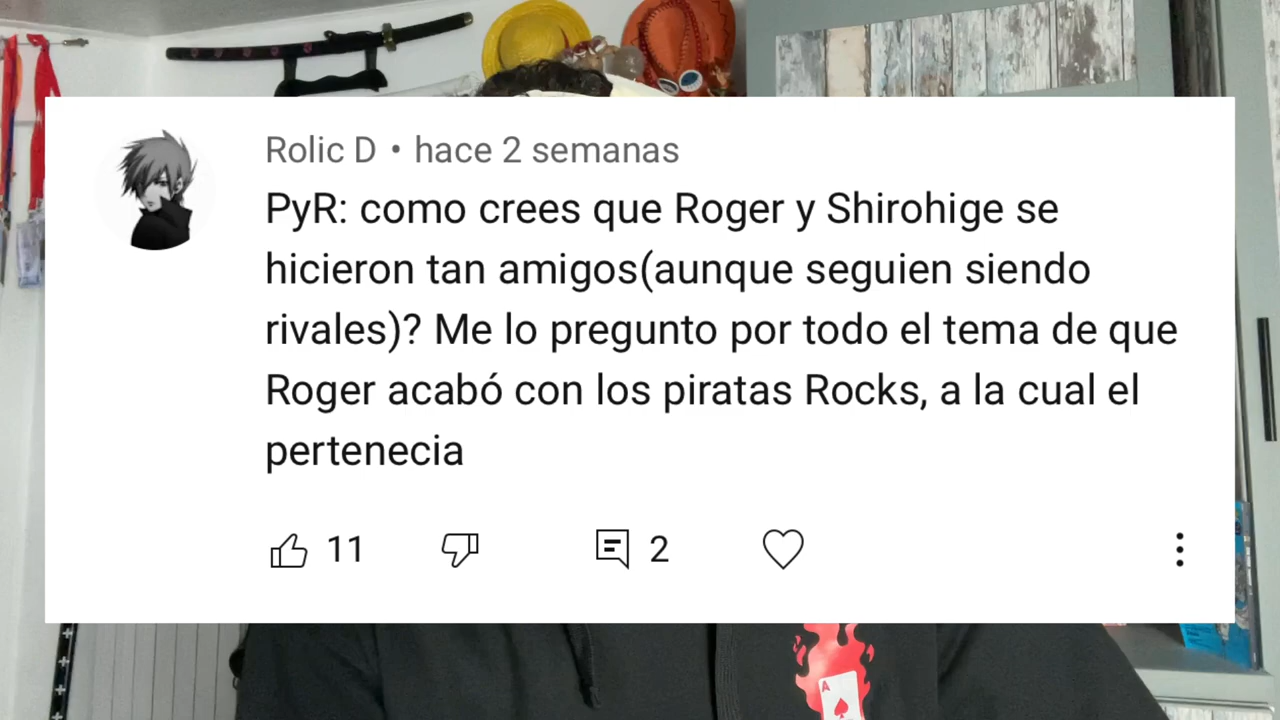 Rolic D • hace 2 semanas
PyR: como crees que Roger y Shirohige se
hicieron tan amigos(aunque seguien siendo
rivales)? Me lo pregunto por todo el tema de que
Roger acabó con los piratas Rocks, a la cual el
pertenecia
11
2
A